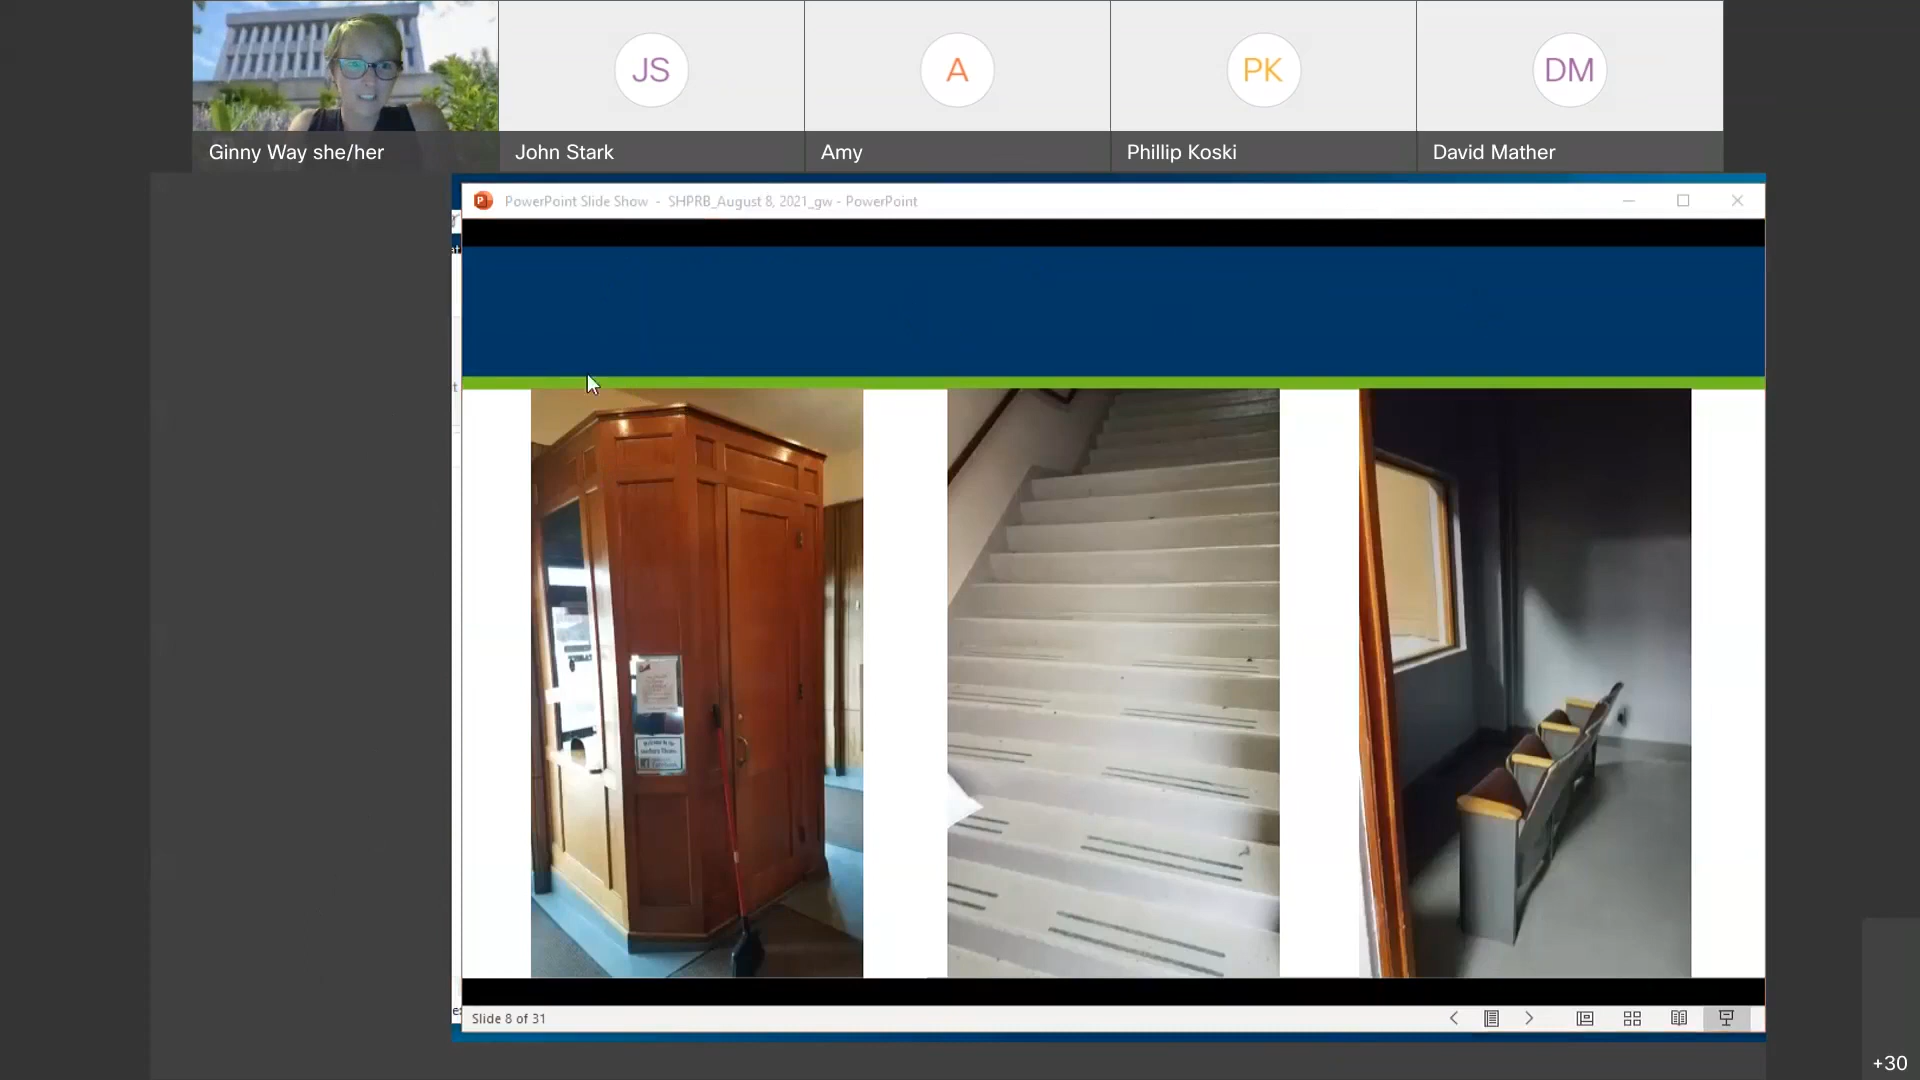 JS
A
PK
DM
Ginny Way she/her
John Stark
Amy
Phillip Koski
David Mather
PowerPoint Slide Show - SHPRB_August 8, 2021_gw - PowerPoint
Slide 8 of 31
+30